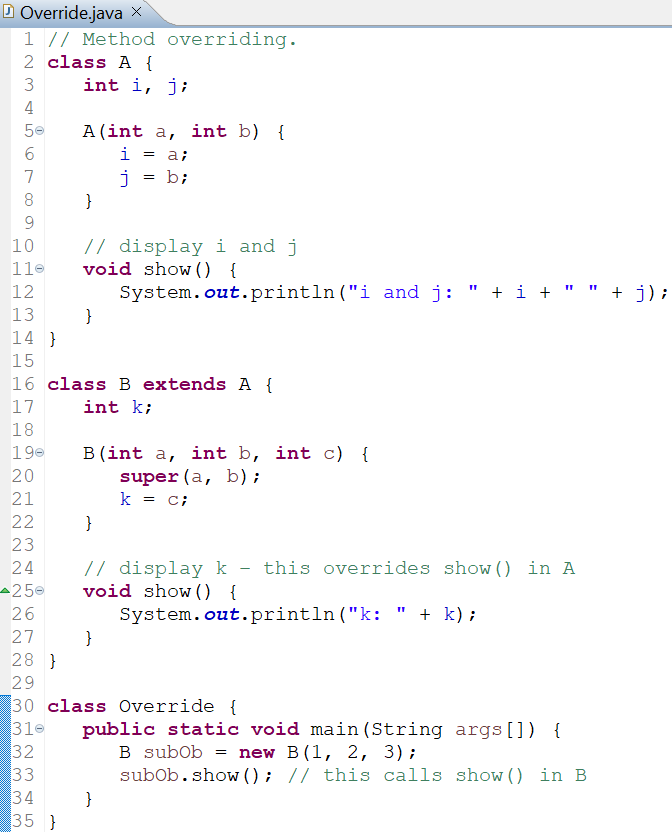 Override.java
1 // Method overriding.
2 class A {
3    int i, j;
4
5    A(int a, int b) {
6       i = a;
7       j = b;
8    }
9
10    // display i and j
11    void show() {
12       System.out.println("i and j: " + i + " " + j);
13    }
14 }
15
16 class B extends A {
17    int k;
18
19    B(int a, int b, int c) {
20       super(a, b);
21       k = c;
22    }
23
24    // display k – this overrides show() in A
25    void show() {
26       System.out.println("k: " + k);
27    }
28 }
29
30 class Override {
31    public static void main(String args[]) {
32       B subOb = new B(1, 2, 3);
33       subOb.show(); // this calls show() in B
34    }
35 }